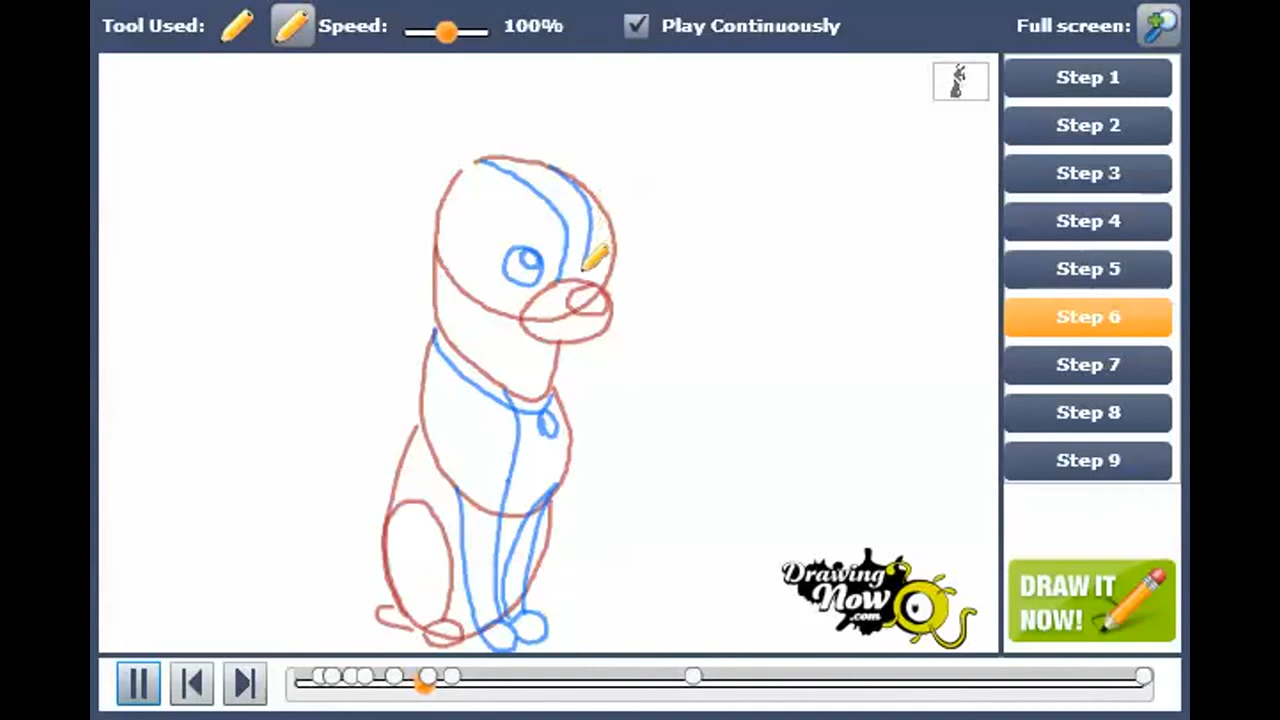 Tool Used: Speed: 100% Play Continuously Full screen:
Step 1
Step 2
Step 3
Step 4
Step 5
Step 6
Step 7
Step 8
Step 9
Drawing
Now
.com
DRAW IT
NOW!